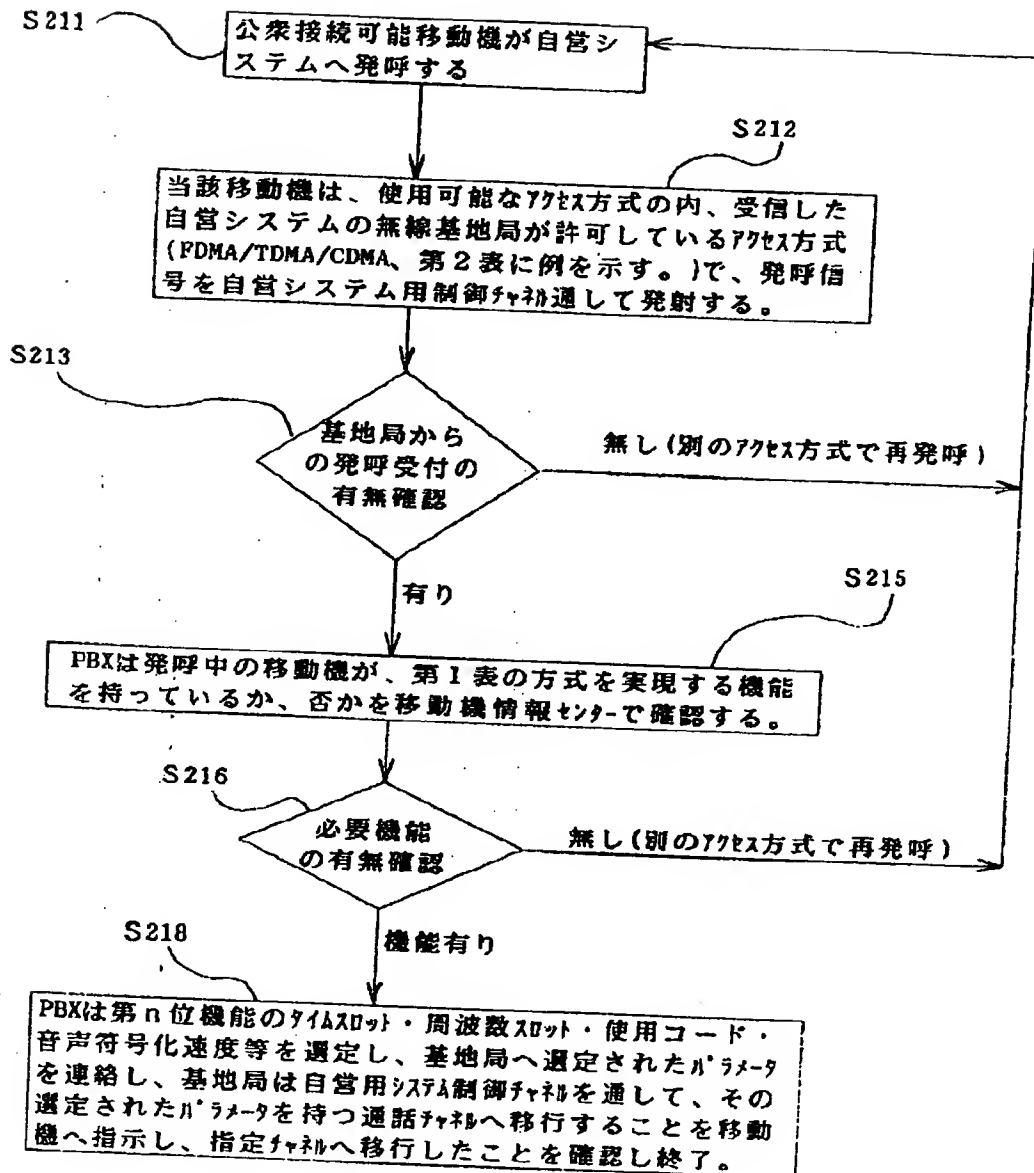 S211
公衆接続可能移動機が自営シ
ステムへ発呼する
S212
当該移動機は、使用可能なｱｸｾｽ方式の内、受信した
自営システムの無線基地局が許可しているｱｸｾｽ方式
(FDMA/TDMA/CDMA、第2表に例を示す。)で、発呼信
号を自営システム用制御ﾁｬﾈﾙ通して発射する。
S213
基地局から
の発呼受付の
有無確認
無し(別のｱｸｾｽ方式で再発呼)
有り
S215
PBXは発呼中の移動機が、第1表の方式を実現する機能
を持っているか、否かを移動機情報ｾﾝﾀｰで確認する。
S216
必要機能
の有無確認
無し(別のｱｸｾｽ方式で再発呼)
機能有り
S218
PBXは第n位機能のﾀｲﾑｽﾛｯﾄ・周波数ｽﾛｯﾄ・使用コード・
音声符号化速度等を選定し、基地局へ選定されたﾊﾟﾗﾒｰﾀ
を連絡し、基地局は自営用ｼｽﾃﾑ制御ﾁｬﾈﾙを通して、その
選定されたﾊﾟﾗﾒｰﾀを持つ通話ﾁｬﾈﾙへ移行することを移動
機へ指示し、指定ﾁｬﾈﾙへ移行したことを確認し終了。